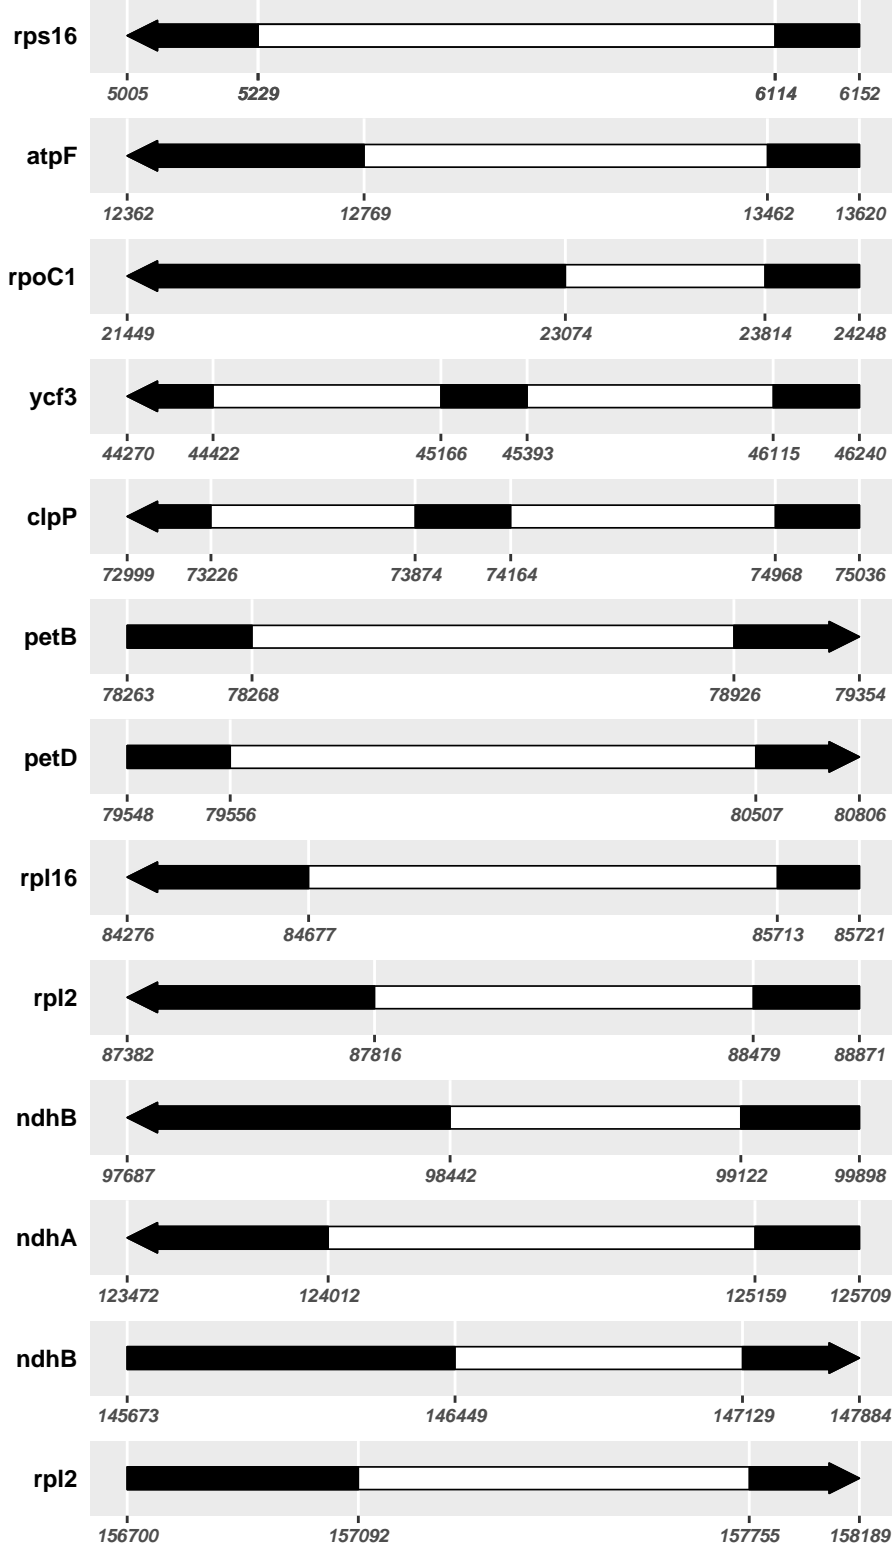 rps16
5005 5229 6114 6152
atpF
12362 12769 13462 13620
rpoC1
21449 23074 23814 24248
ycf3
44270 44422 45166 45393 46115 46240
clpP
72999 73226 73874 74164 74968 75036
petB
78263 78268 78926 79354
petD
79548 79556 80507 80806
rpl16
84276 84677 85713 85721
rpl2
87382 87816 88479 88871
ndhB
97687 98442 99122 99898
ndhA
123472 124012 125159 125709
ndhB
145673 146449 147129 147884
rpl2
156700 157092 157755 158189